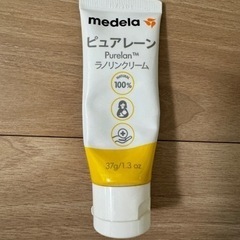 medela
ピュアレーン
Purelan™
ラノリンクリーム
NATURAL
100%
37g/1.3 oz.